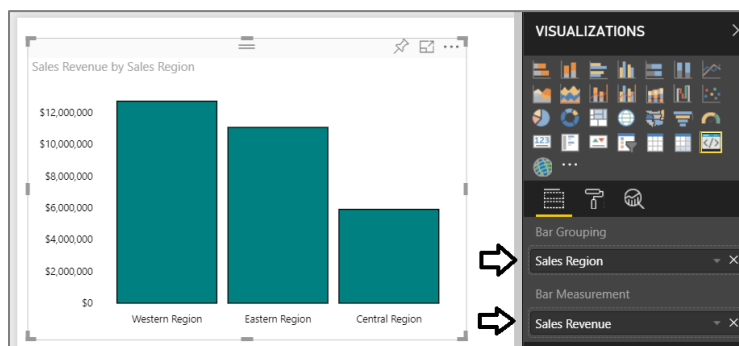 VISUALIZATIONS
Sales Revenue by Sales Region
$12,000,000
$10,000,000
$8,000,000
$6,000,000
$4,000,000
$2,000,000
$0
Western Region
Eastern Region
Central Region
123
Bar Grouping
Sales Region
Bar Measurement
Sales Revenue